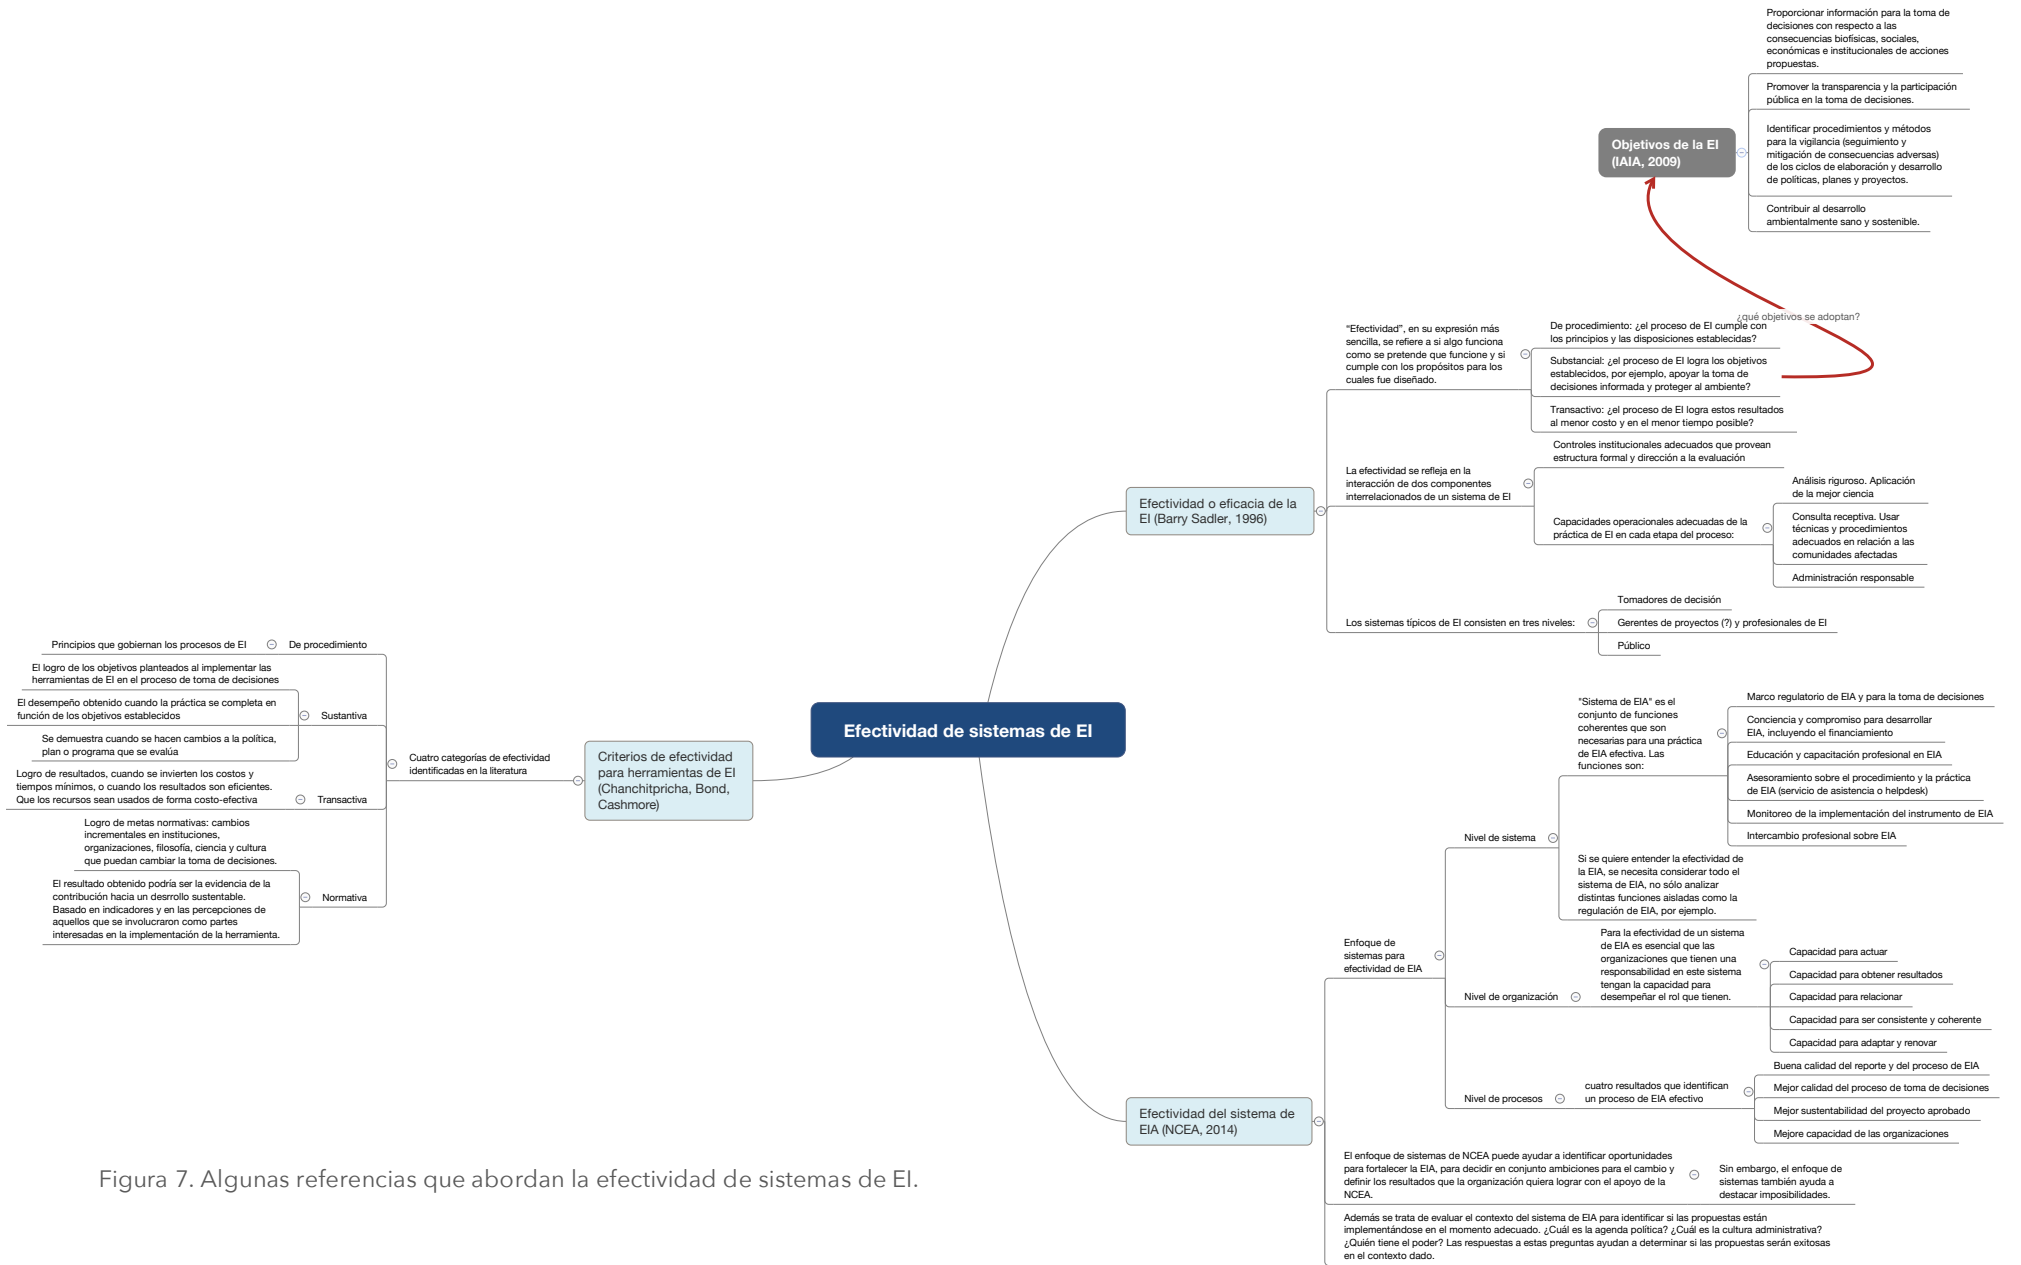 Proporcionar información para la toma de
decisiones con respecto a las
consecuencias biofísicas, sociales,
económicas e institucionales de acciones
propuestas.
Promover la transparencia y la participación
pública en la toma de decisiones.
Objetivos de la EI
(IAIA, 2009)
Identificar procedimientos y métodos
para la vigilancia (seguimiento y
mitigación de consecuencias adversas)
de los ciclos de elaboración y desarrollo
de políticas, planes y proyectos.
Contribuir al desarrollo
ambientalmente sano y sostenible.
¿qué objetivos se adoptan?
"Efectividad", en su expresión más
sencilla, se refiere a si algo funciona
como se pretende que funcione y si
cumple con los propósitos para los
cuales fue diseñado.
De procedimiento: ¿el proceso de EI cumple con
los principios y las disposiciones establecidas?
Substancial: ¿el proceso de EI logra los objetivos
establecidos, por ejemplo, apoyar la toma de
decisiones informada y proteger al ambiente?
Transactivo: ¿el proceso de EI logra estos resultados
al menor costo y en el menor tiempo posible?
Efectividad o eficacia de la
EI (Barry Sadler, 1996)
La efectividad se refleja en la
interacción de dos componentes
interrelacionados de un sistema de EI
Controles institucionales adecuados que provean
estructura formal y dirección a la evaluación
Capacidades operacionales adecuadas de la
práctica de EI en cada etapa del proceso:
Análisis riguroso. Aplicación
de la mejor ciencia
Consulta receptiva. Usar
técnicas y procedimientos
adecuados en relación a las
comunidades afectadas
Administración responsable
Los sistemas típicos de EI consisten en tres niveles:
Tomadores de decisión
Gerentes de proyectos (?) y profesionales de EI
Público
Efectividad de sistemas de EI
Criterios de efectividad
para herramientas de EI
(Chanchitpricha, Bond,
Cashmore)
Cuatro categorías de efectividad
identificadas en la literatura
De procedimiento
Principios que gobiernan los procesos de EI
Sustantiva
El logro de los objetivos planteados al implementar las
herramientas de EI en el proceso de toma de decisiones
El desempeño obtenido cuando la práctica se completa en
función de los objetivos establecidos
Se demuestra cuando se hacen cambios a la política,
plan o programa que se evalúa
Transactiva
Logro de resultados, cuando se invierten los costos y
tiempos mínimos, o cuando los resultados son eficientes.
Que los recursos sean usados de forma costo-efectiva
Normativa
Logro de metas normativas: cambios
incrementales en instituciones,
organizaciones, filosofía, ciencia y cultura
que puedan cambiar la toma de decisiones.
El resultado obtenido podría ser la evidencia de la
contribución hacia un desrrollo sustentable.
Basado en indicadores y en las percepciones de
aquellos que se involucraron como partes
interesadas en la implementación de la herramienta.
Efectividad del sistema de
EIA (NCEA, 2014)
Enfoque de
sistemas para
efectividad de EIA
Nivel de sistema
"Sistema de EIA" es el
conjunto de funciones
coherentes que son
necesarias para una práctica
de EIA efectiva. Las
funciones son:
Marco regulatorio de EIA y para la toma de decisiones
Conciencia y compromiso para desarrollar
EIA, incluyendo el financiamiento
Educación y capacitación profesional en EIA
Asesoramiento sobre el procedimiento y la práctica
de EIA (servicio de asistencia o helpdesk)
Monitoreo de la implementación del instrumento de EIA
Intercambio profesional sobre EIA
Si se quiere entender la efectividad de
la EIA, se necesita considerar todo el
sistema de EIA, no sólo analizar
distintas funciones aisladas como la
regulación de EIA, por ejemplo.
Nivel de organización
Para la efectividad de un sistema
de EIA es esencial que las
organizaciones que tienen una
responsabilidad en este sistema
tengan la capacidad para
desempeñar el rol que tienen.
Capacidad para actuar
Capacidad para obtener resultados
Capacidad para relacionar
Capacidad para ser consistente y coherente
Capacidad para adaptar y renovar
Nivel de procesos
cuatro resultados que identifican
un proceso de EIA efectivo
Buena calidad del reporte y del proceso de EIA
Mejor calidad del proceso de toma de decisiones
Mejor sustentabilidad del proyecto aprobado
Mejore capacidad de las organizaciones
El enfoque de sistemas de NCEA puede ayudar a identificar oportunidades
para fortalecer la EIA, para decidir en conjunto ambiciones para el cambio y
definir los resultados que la organización quiera lograr con el apoyo de la
NCEA.
Sin embargo, el enfoque de
sistemas también ayuda a
destacar imposibilidades.
Además se trata de evaluar el contexto del sistema de EIA para identificar si las propuestas están
implementándose en el momento adecuado. ¿Cuál es la agenda política? ¿Cuál es la cultura administrativa?
¿Quién tiene el poder? Las respuestas a estas preguntas ayudan a determinar si las propuestas serán exitosas
en el contexto dado.
Figura 7. Algunas referencias que abordan la efectividad de sistemas de EI.